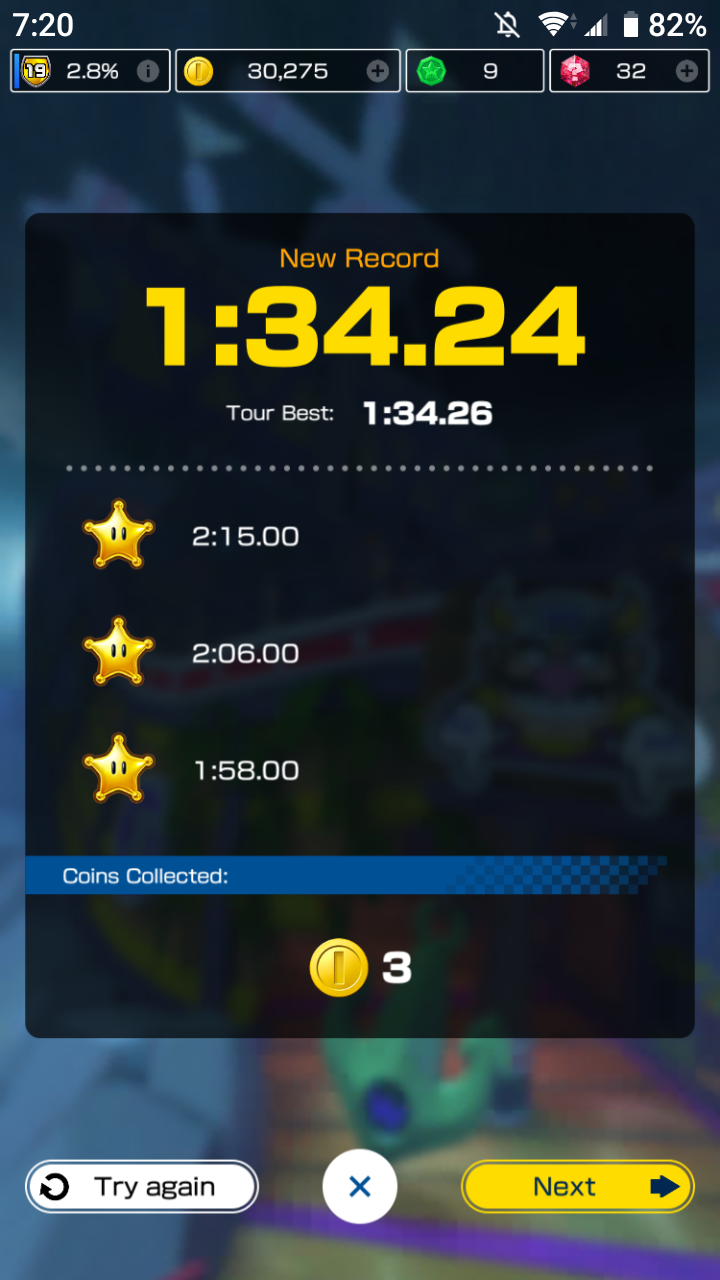 7:20 82%
19 2.8% i 30,275 9 32
New Record
1:34.24
Tour Best: 1:34.26
2:15.00
2:06.00
1:58.00
Coins Collected:
3
Try again × Next